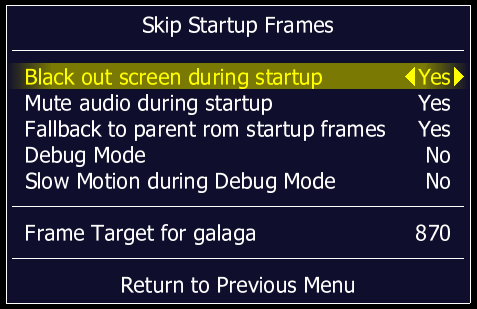 Skip Startup Frames
Black out screen during startup Yes
Mute audio during startup Yes
Fallback to parent rom startup frames Yes
Debug Mode No
Slow Motion during Debug Mode No
Frame Target for galaga 870
Return to Previous Menu